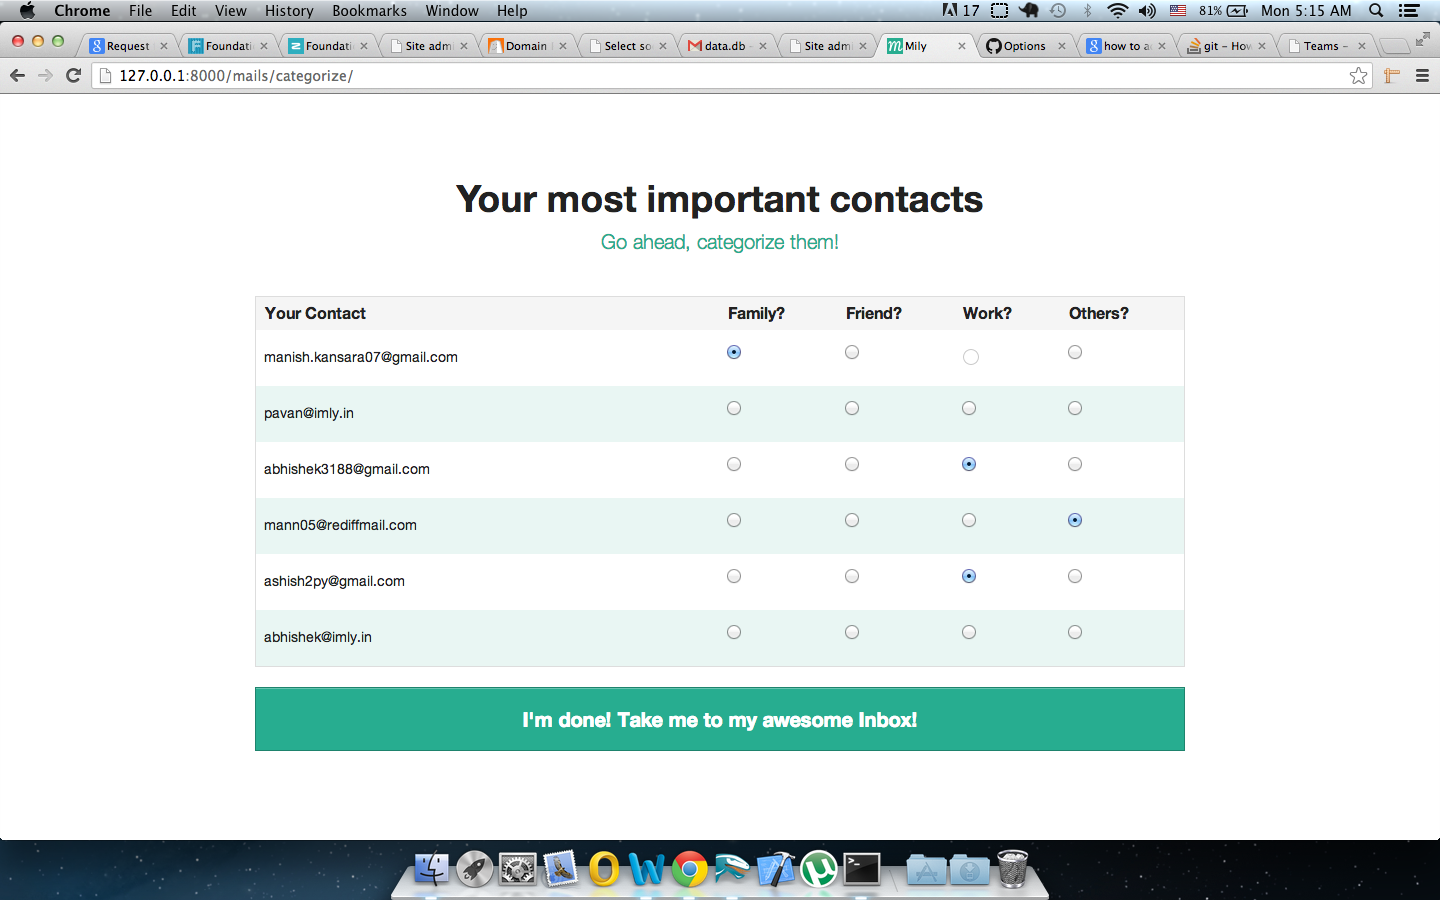 Chrome File Edit View History Bookmarks Window Help 17 81% Mon 5:15 AM
Request Foundati Foundati Site admi Domain Select so data.db Site admi Mily Options how to a git – Hov Teams –
127.0.0.1:8000/mails/categorize/
Your most important contacts
Go ahead, categorize them!
Your Contact Family? Friend? Work? Others?
manish.kansara07@gmail.com
pavan@imly.in
abhishek3188@gmail.com
mann05@rediffmail.com
ashish2py@gmail.com
abhishek@imly.in
I'm done! Take me to my awesome Inbox!